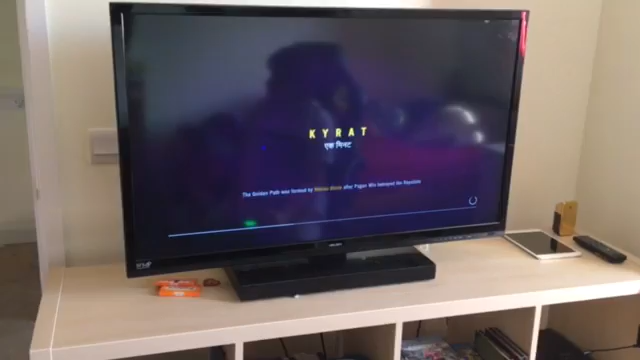 KYRAT
एक मिनट
The Golden Path was formed by Mohan Ghale after Pagan Min betrayed the Royalists